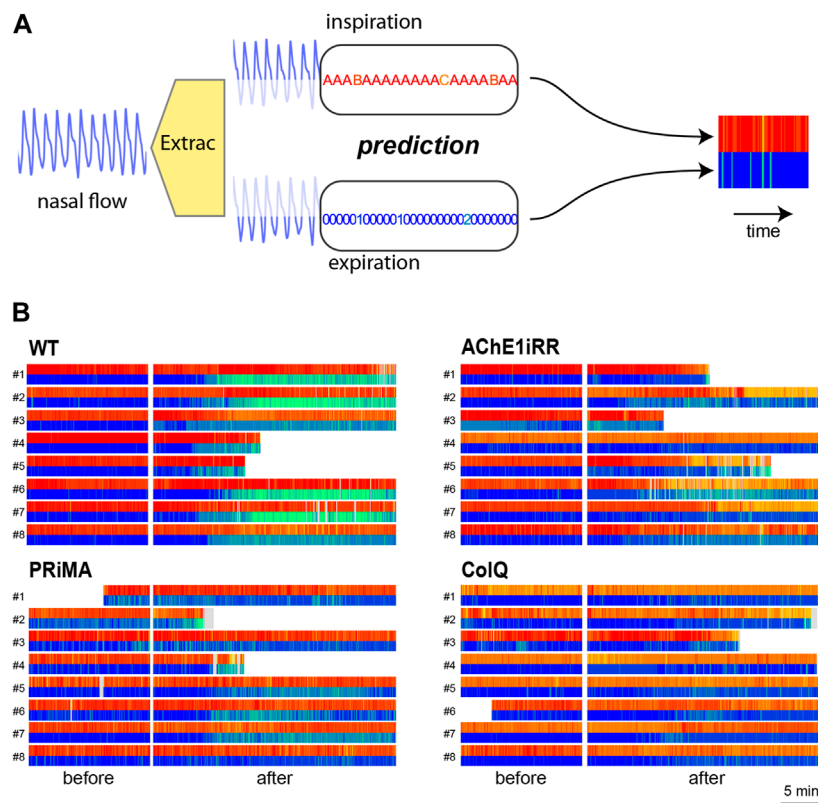 A
inspiration
AAABAAAAAAAACAAAABAA
Extrac
prediction
nasal flow
00000100000100000000020000000
expiration
time
B
WT
#1
#2
#3
#4
#5
#6
#7
#8
AChE1iRR
#1
#2
#3
#4
#5
#6
#7
#8
PRiMA
#1
#2
#3
#4
#5
#6
#7
#8
before
after
ColQ
#1
#2
#3
#4
#5
#6
#7
#8
before
after
5 min